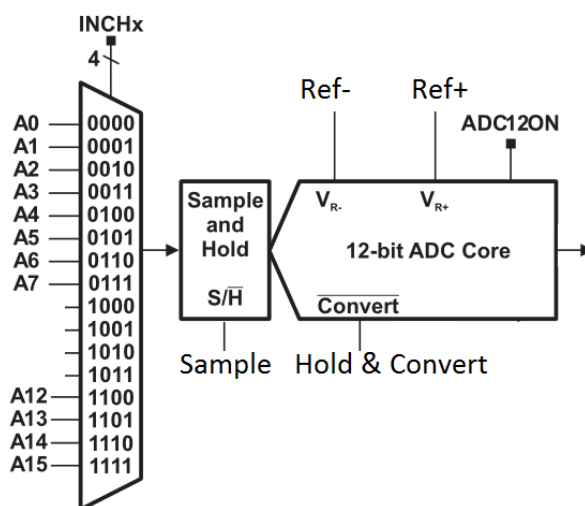 INCHx
4
Ref-
Ref+
ADC12ON
A0 0000
A1 0001
A2 0010
A3 0011
A4 0100
A5 0101
A6 0110
A7 0111
1000
1001
1010
1011
A12 1100
A13 1101
A14 1110
A15 1111
Sample
and
Hold
S/H̅
VR-
VR+
12-bit ADC Core
Convert
Sample
Hold & Convert